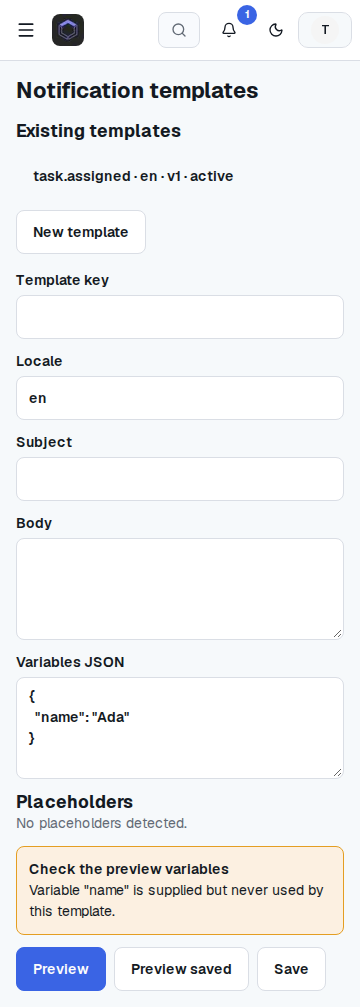 1
T
Notification templates
Existing templates
task.assigned · en · v1 · active
New template
Template key
Locale
en
Subject
Body
Variables JSON
{
"name": "Ada"
}
Placeholders
No placeholders detected.
Check the preview variables
Variable "name" is supplied but never used by
this template.
Preview
Preview saved
Save